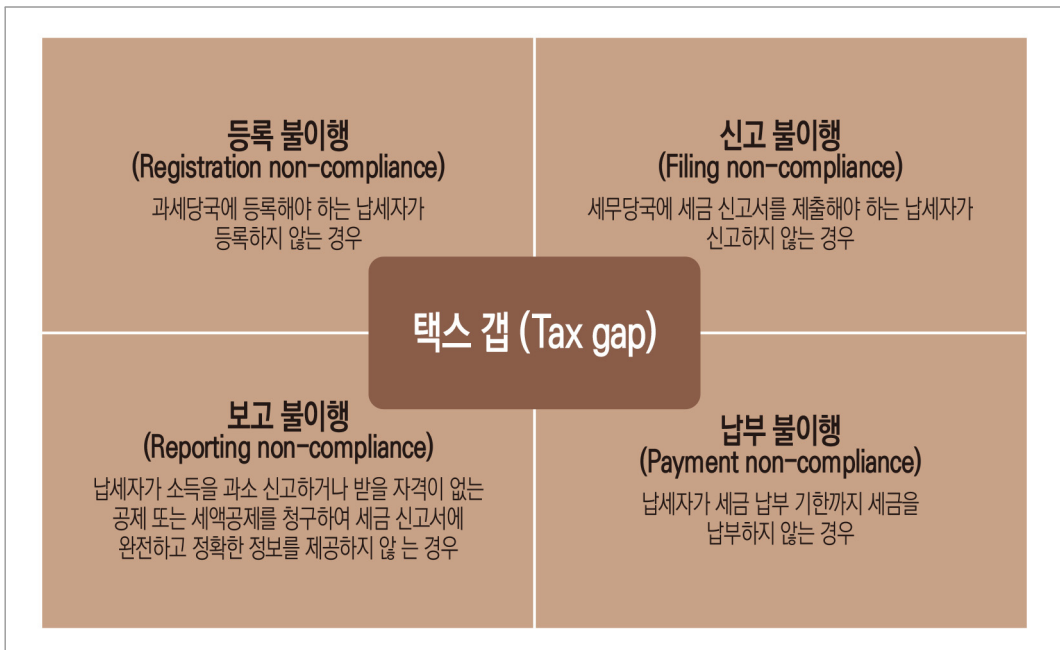 등록 불이행
(Registration non-compliance)
과세당국에 등록해야 하는 납세자가
등록하지 않는 경우
신고 불이행
(Filing non-compliance)
세무당국에 세금 신고서를 제출해야 하는 납세자가
신고하지 않는 경우
택스 갭 (Tax gap)
보고 불이행
(Reporting non-compliance)
납세자가 소득을 과소 신고하거나 받을 자격이 없는
공제 또는 세액공제를 청구하여 세금 신고서에
완전하고 정확한 정보를 제공하지 않 는 경우
납부 불이행
(Payment non-compliance)
납세자가 세금 납부 기한까지 세금을
납부하지 않는 경우